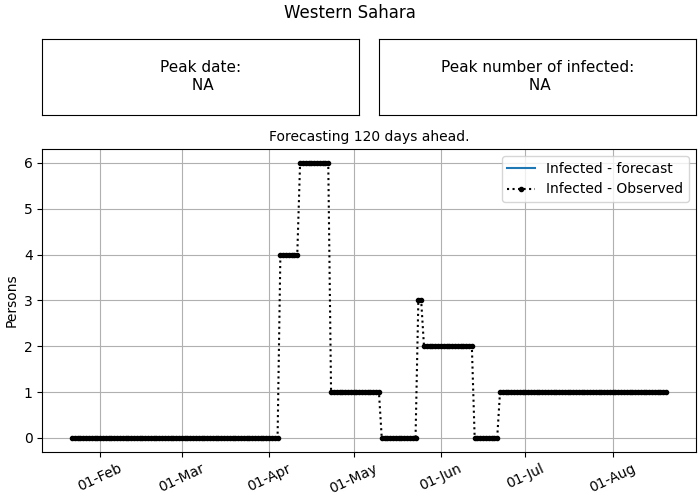 Western Sahara
Peak date:
NA
Peak number of infected:
NA
Forecasting 120 days ahead.
Infected - forecast
Infected - Observed
Persons
6
5
4
3
2
1
0
01-Feb
01-Mar
01-Apr
01-May
01-Jun
01-Jul
01-Aug